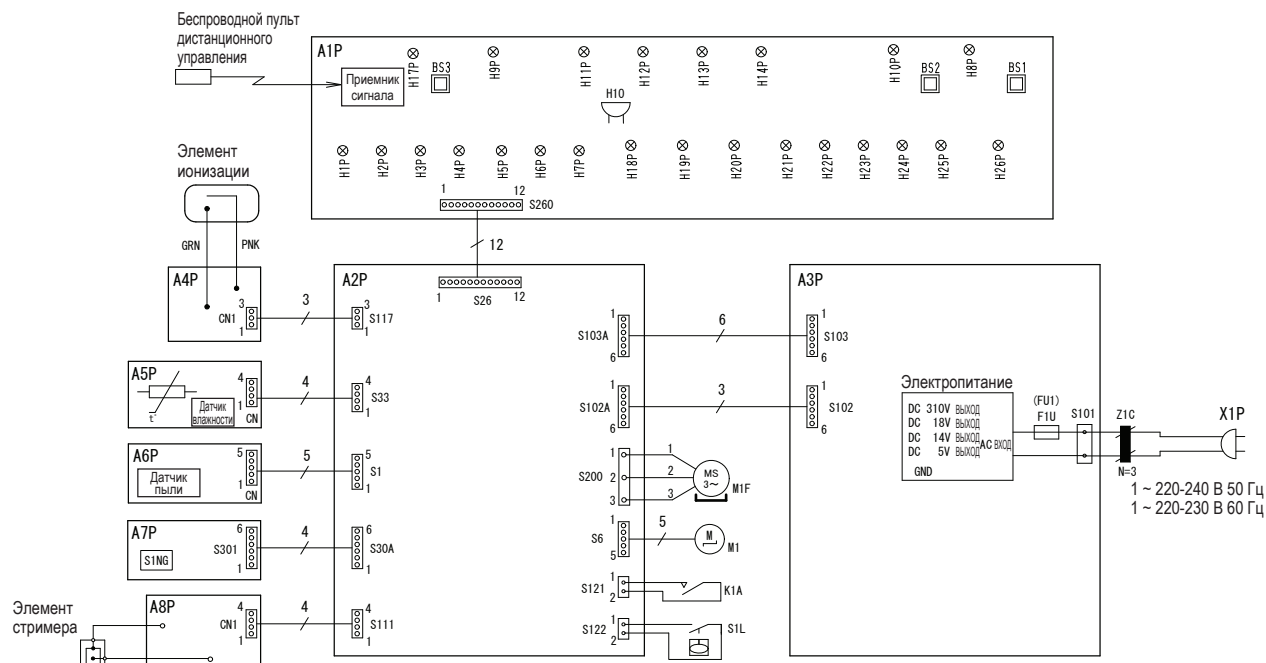 Беспроводной пульт
дистанционного
управления
A1P
Приемник
сигнала
H17P
BS3
H9P
H11P
H12P
H13P
H14P
H10P
BS2
H8P
BS1
H10
H1P
H2P
H3P
H4P
H5P
H6P
H7P
H18P
H19P
H20P
H21P
H22P
H23P
H24P
H25P
H26P
1 12
S260
12
Элемент
ионизации
GRN PNK
A4P
CN1
3
1
3
A2P
1 S26 12
3
S117
1
A5P
t°
Датчик
влажности
4
1
CN
4
4
S33
1
A6P
Датчик
пыли
5
1
CN
5
5
S1
1
A7P
S1NG
S301
6
1
4
6
S30A
1
Элемент
стримера
A8P
CN1
4
1
4
4
S111
1
S103A
1
6
6
S102A
1
6
3
S200
1
2
3
1
2
3
MS
3~
M1F
S6
1
5
5
M
M1
S121
1
2
K1A
S122
1
2
S1L
A3P
1
S103
6
1
S102
6
Электропитание
DC 310V ВЫХОД
DC 18V ВЫХОД
DC 14V ВЫХОД
DC 5V ВЫХОД
AC ВХОД
GND
(FU1)
F1U
S101
Z1C
N=3
X1P
1 ~ 220-240 В 50 Гц
1 ~ 220-230 В 60 Гц